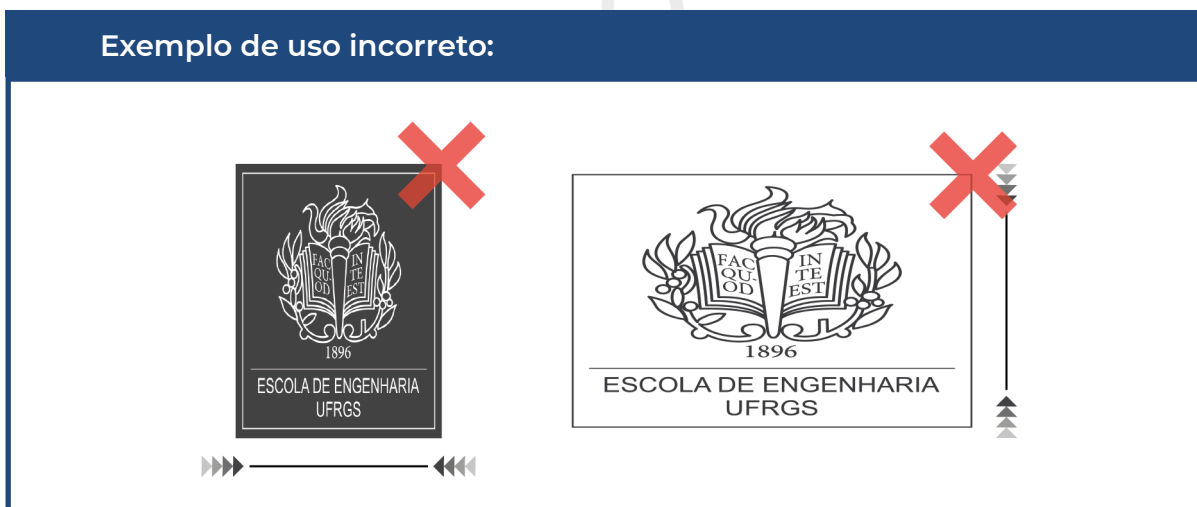 Exemplo de uso incorreto:
FAC
QU-
OD
IN
TE
EST
1896
ESCOLA DE ENGENHARIA
UFRGS
FAC
QU-
OD
IN
TE
EST
1896
ESCOLA DE ENGENHARIA
UFRGS